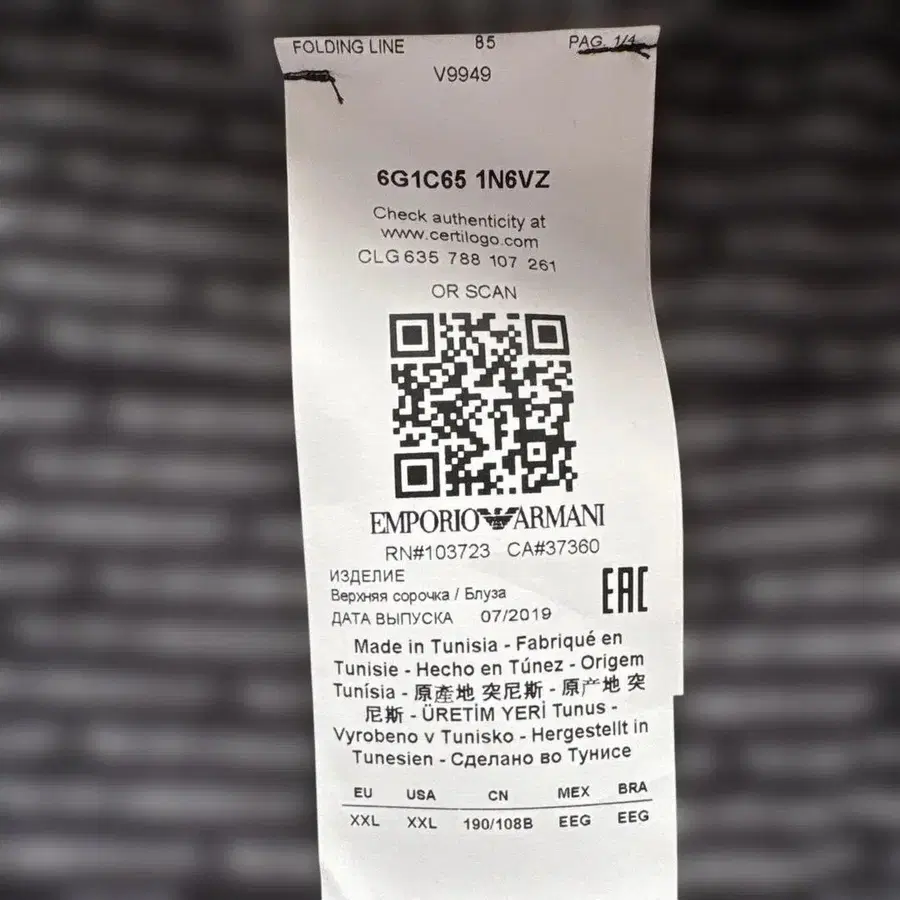 FOLDING LINE 85 PAG. 1/4
V9949
6G1C65 1N6VZ
Check authenticity at
www.certilogo.com
CLG 635 788 107 261
OR SCAN
EMPORIO ARMANI
RN#103723 CA#37360
ИЗДЕЛИЕ
Верхняя сорочка / Блуза
ДАТА ВЫПУСКА 07/2019
EAC
Made in Tunisia - Fabriqué en
Tunisie - Hecho en Túnez - Origem
Tunísia - 原產地 突尼斯 - 原产地 突
尼斯 - ÜRETİM YERİ Tunus -
Vyrobeno v Tunisko - Hergestellt in
Tunesien - Сделано во Тунисе
EU USA CN MEX BRA
XXL XXL 190/108B EEG EEG